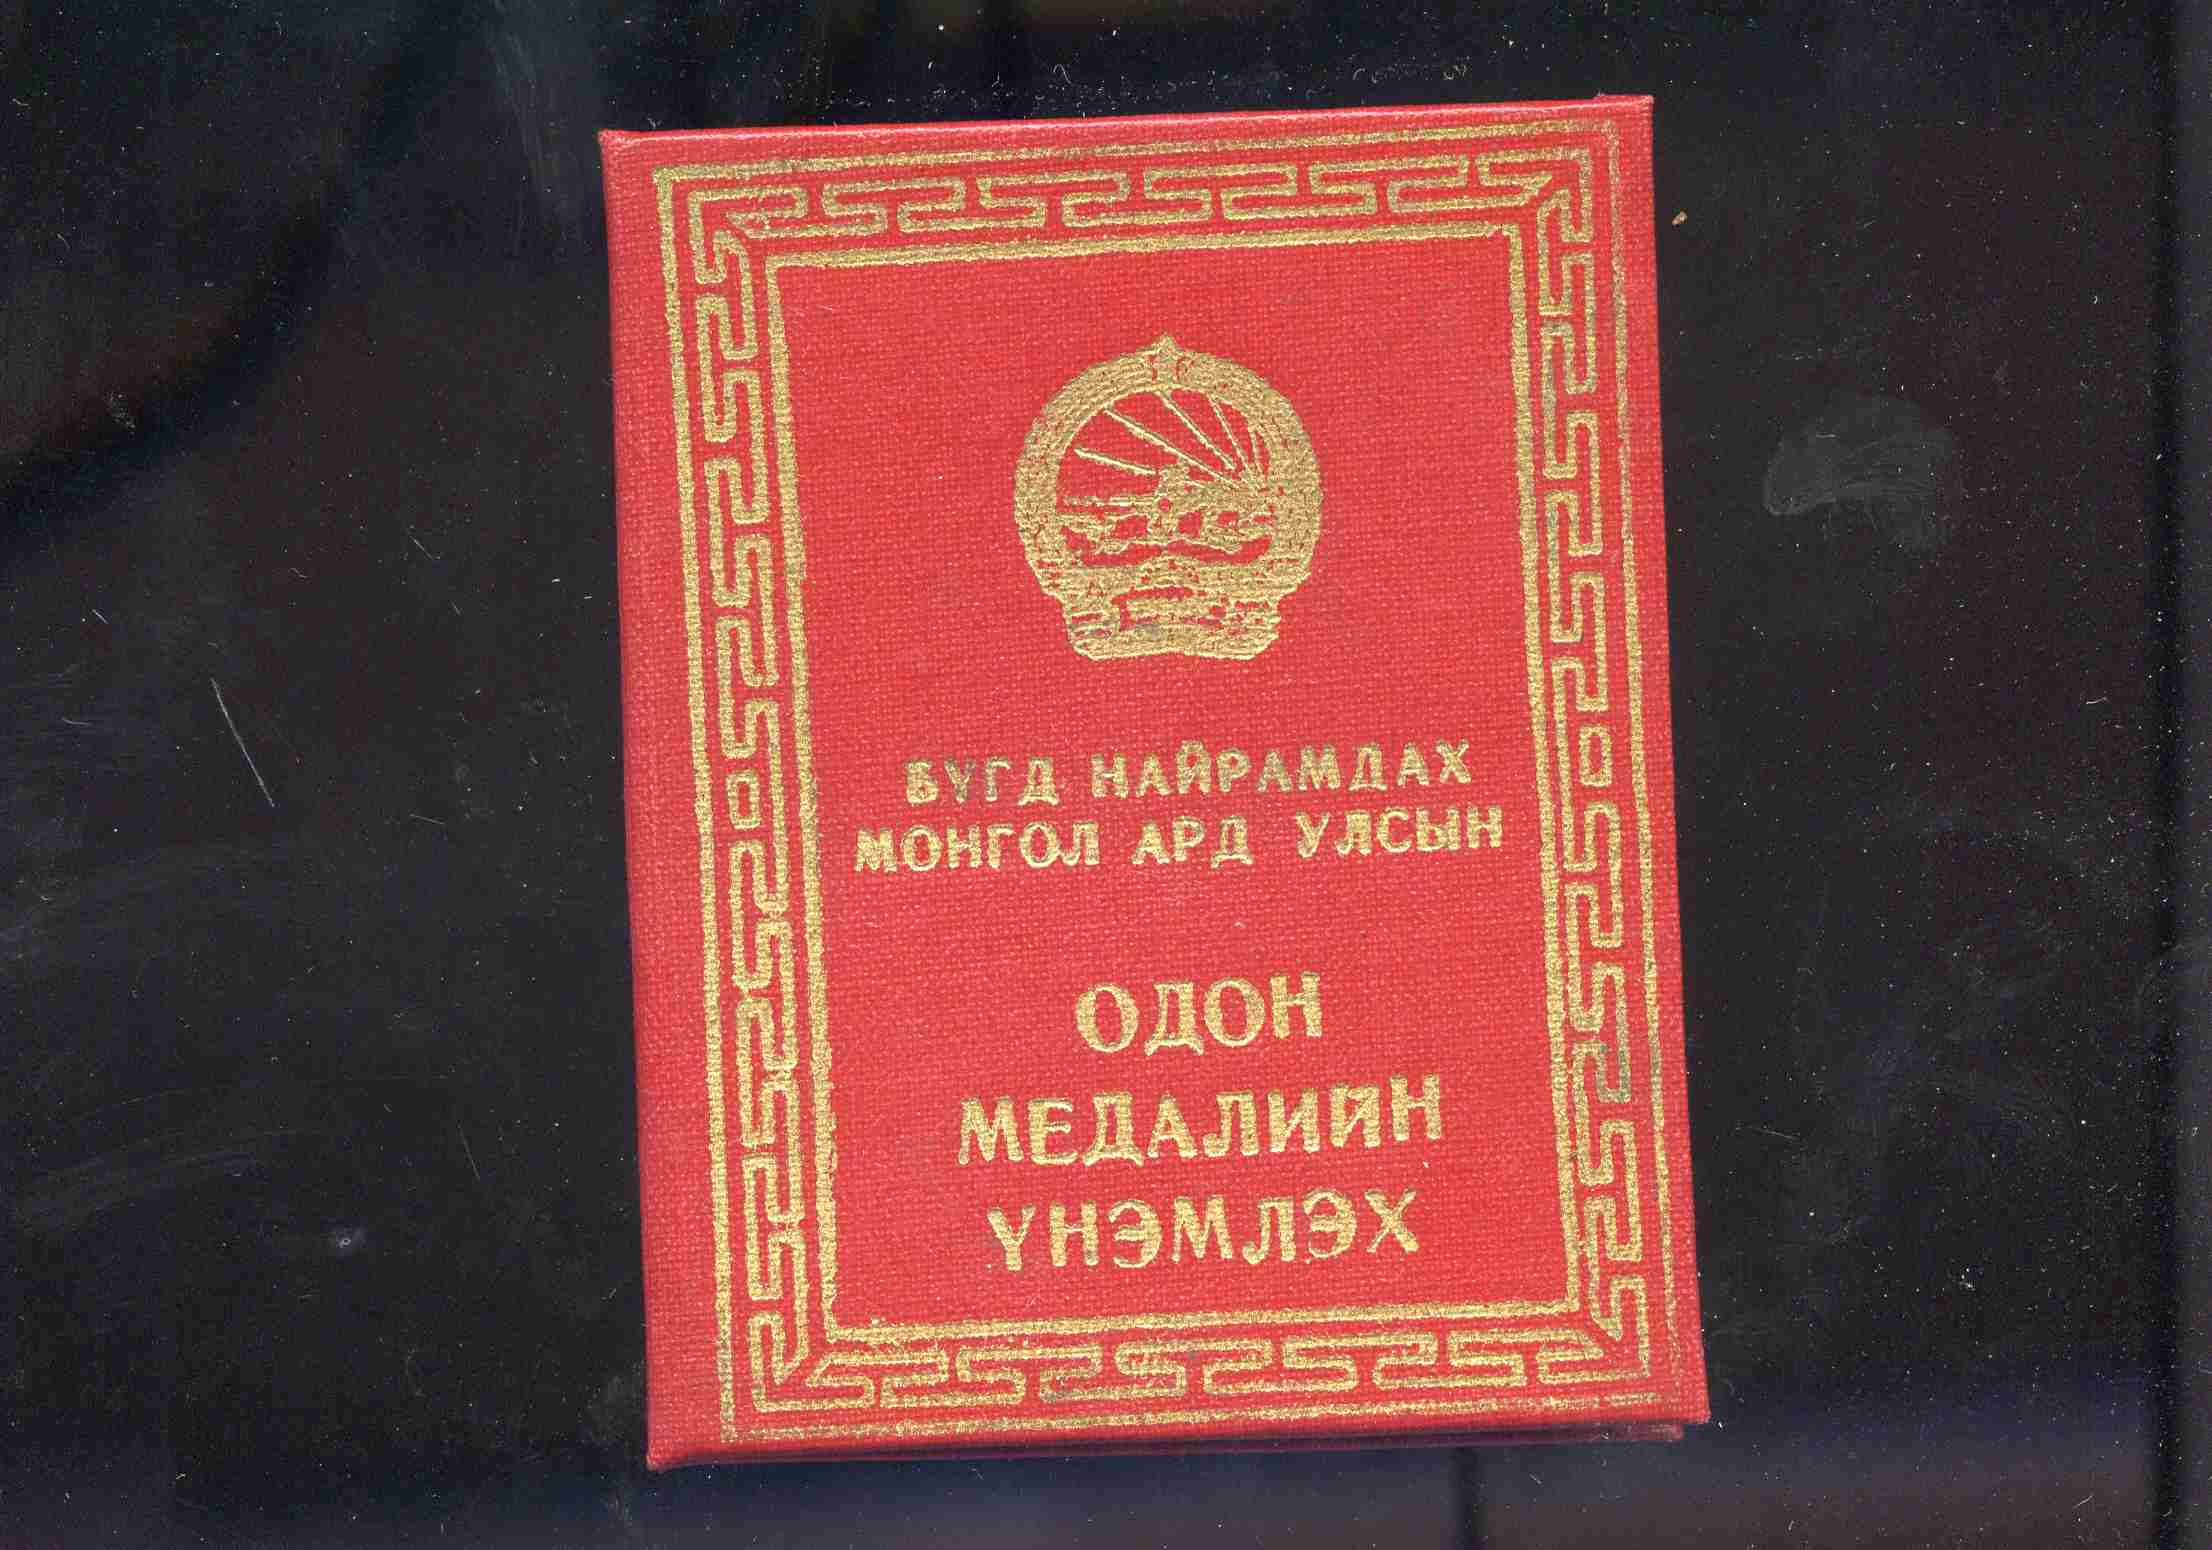 БҮГД НАЙРАМДАХ
МОНГОЛ АРД УЛСЫН
ОДОН
МЕДАЛИЙН
ҮНЭМЛЭХ